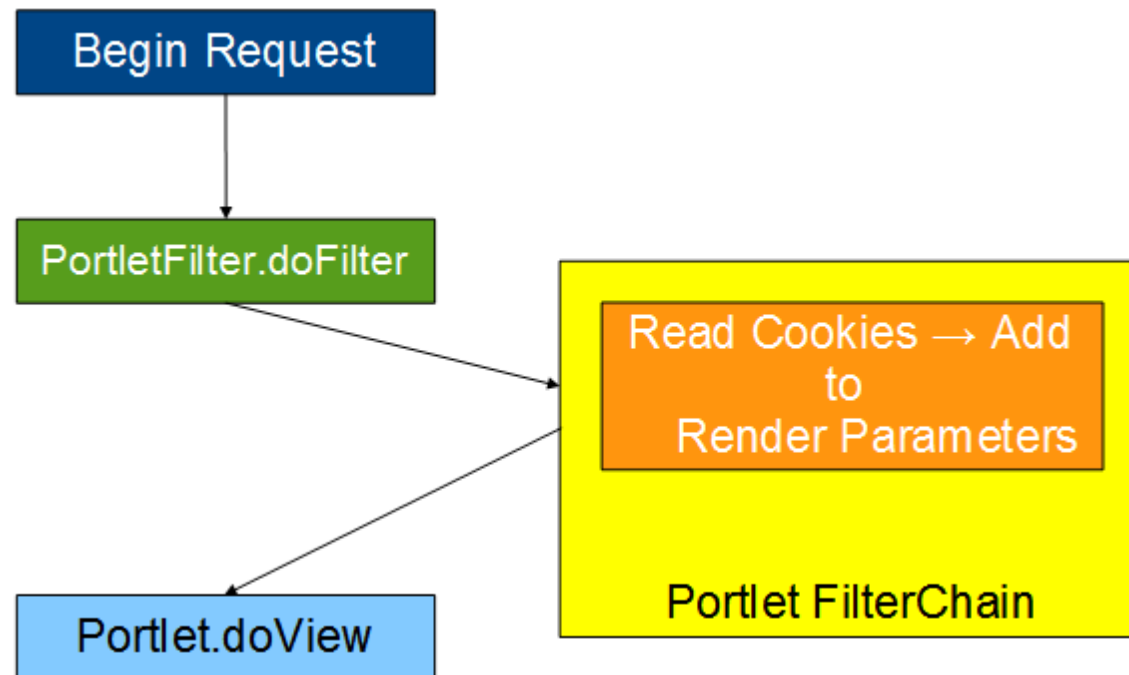 Begin Request
PortletFilter.doFilter
Read Cookies → Add
to
Render Parameters
Portlet FilterChain
Portlet.doView